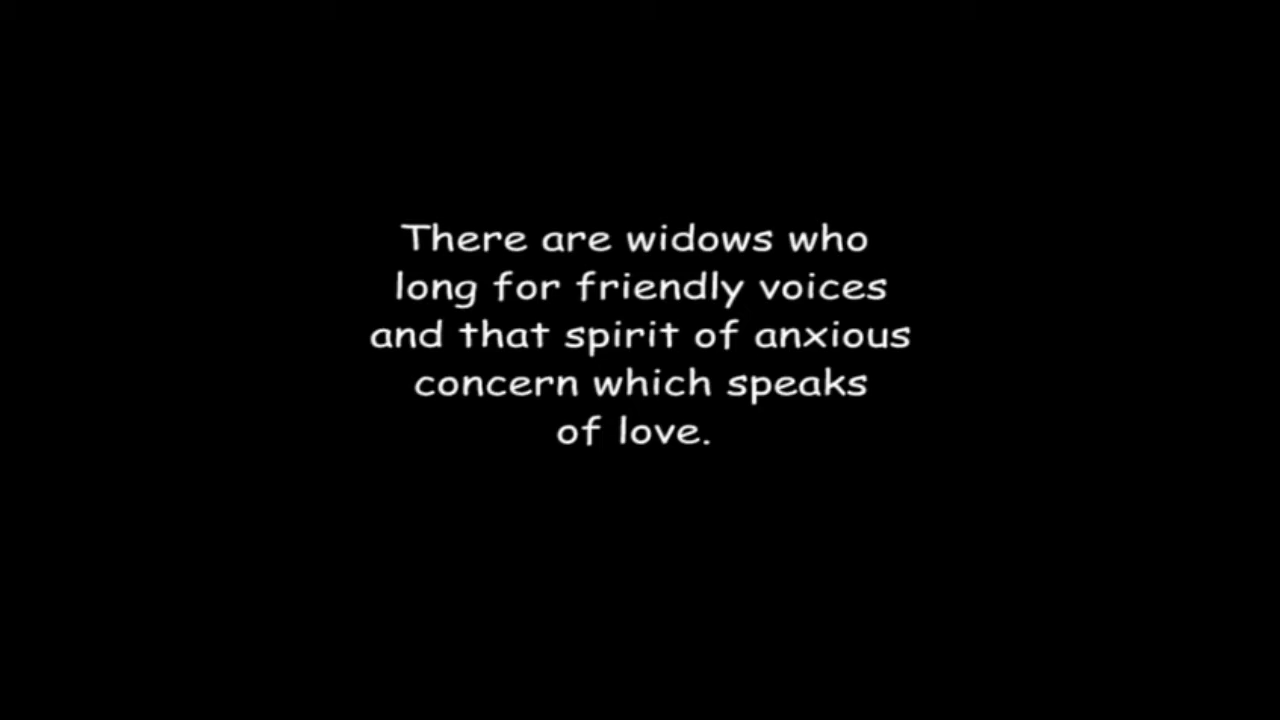 There are widows who
long for friendly voices
and that spirit of anxious
concern which speaks
of love.